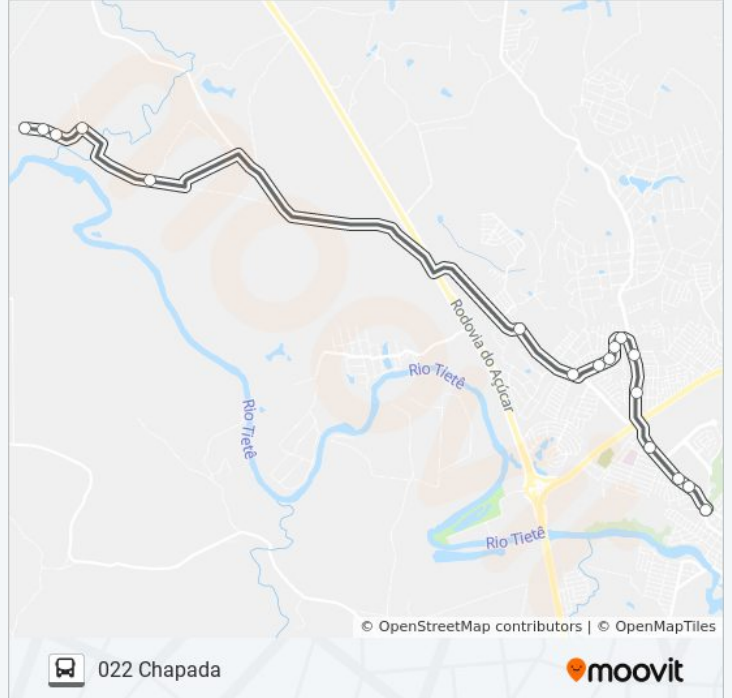 Rodovia do Açúcar
Rio Tietê
Rio Tietê
Rio Tietê
© OpenStreetMap contributors | © OpenMapTiles
022 Chapada
moovit